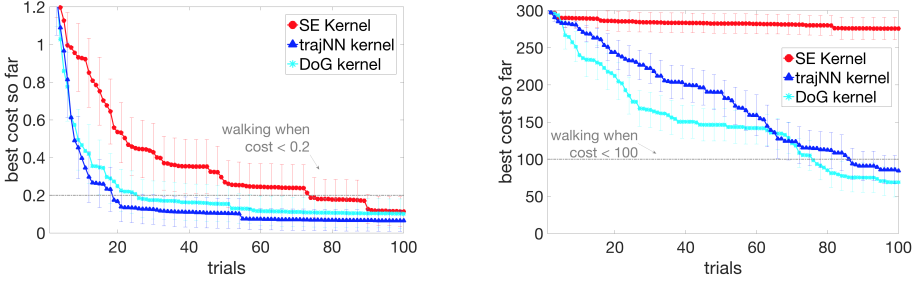 1.2
1
0.8
0.6
0.4
0.2
0
best cost so far
20
40
60
80
100
trials
SE Kernel
trajNN kernel
DoG kernel
walking when
cost < 0.2
300
250
200
150
100
50
0
best cost so far
20
40
60
80
100
trials
SE Kernel
trajNN kernel
DoG kernel
walking when
cost < 100